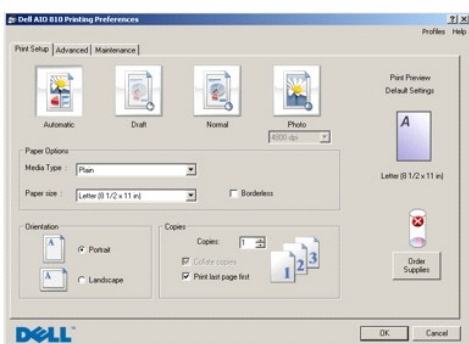 Dell AIO 810 Printing Preferences
Profiles Help
Print Setup Advanced Maintenance
Automatic
Draft
Normal
Photo
4800 dpi
Print Preview
Default Settings
A
Letter (8 1/2 x 11 in)
Paper Options
Media Type :
Plain
Paper size :
Letter (8 1/2 x 11 in)
Borderless
Orientation
A
Portrait
A
Landscape
Copies
Copies:
1
Collate copies
Print last page first
1 2 3
Order
Supplies
DELL™
OK
Cancel